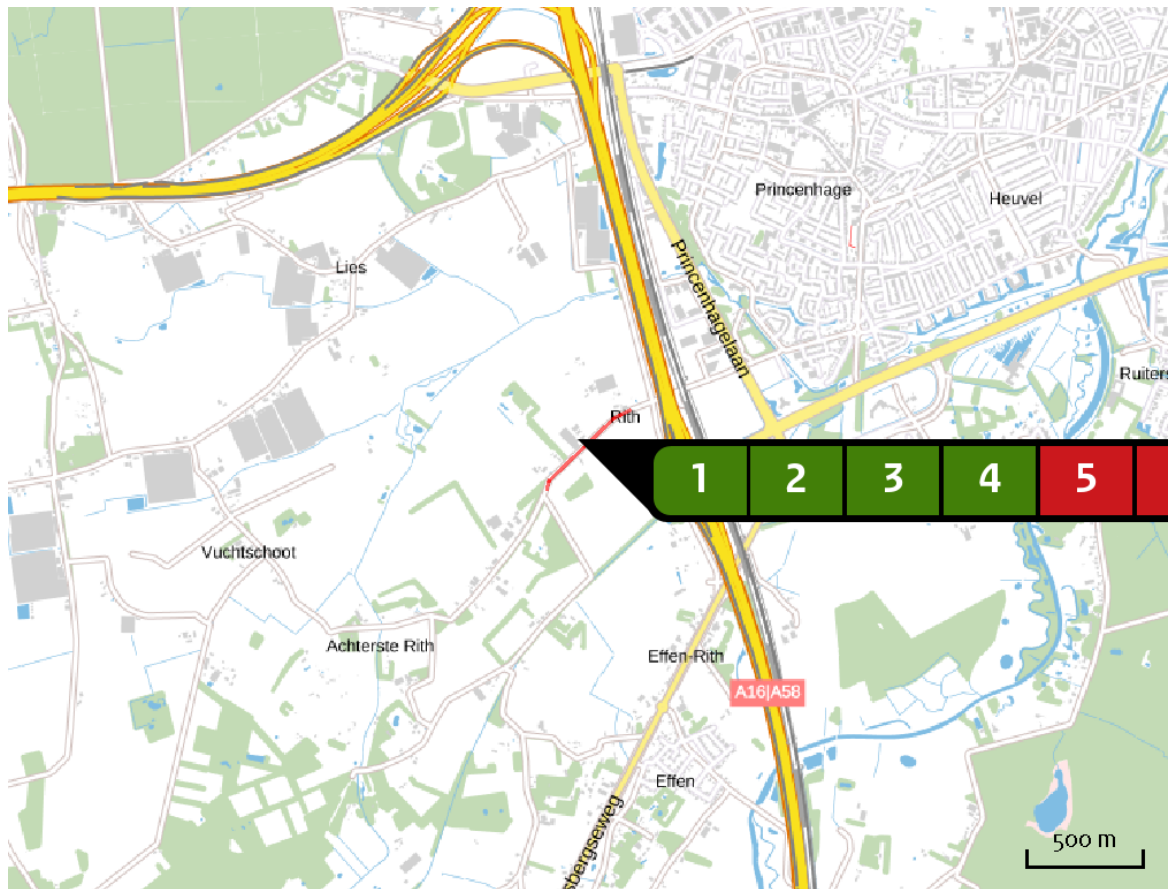 Princenhage
Heuvel
Lies
Princenhagelaan
Ruiters
Rith
1 2 3 4 5
Vuchtschoot
Achterste Rith
Effen-Rith
A16|A58
Effen
sbergseweg
500 m